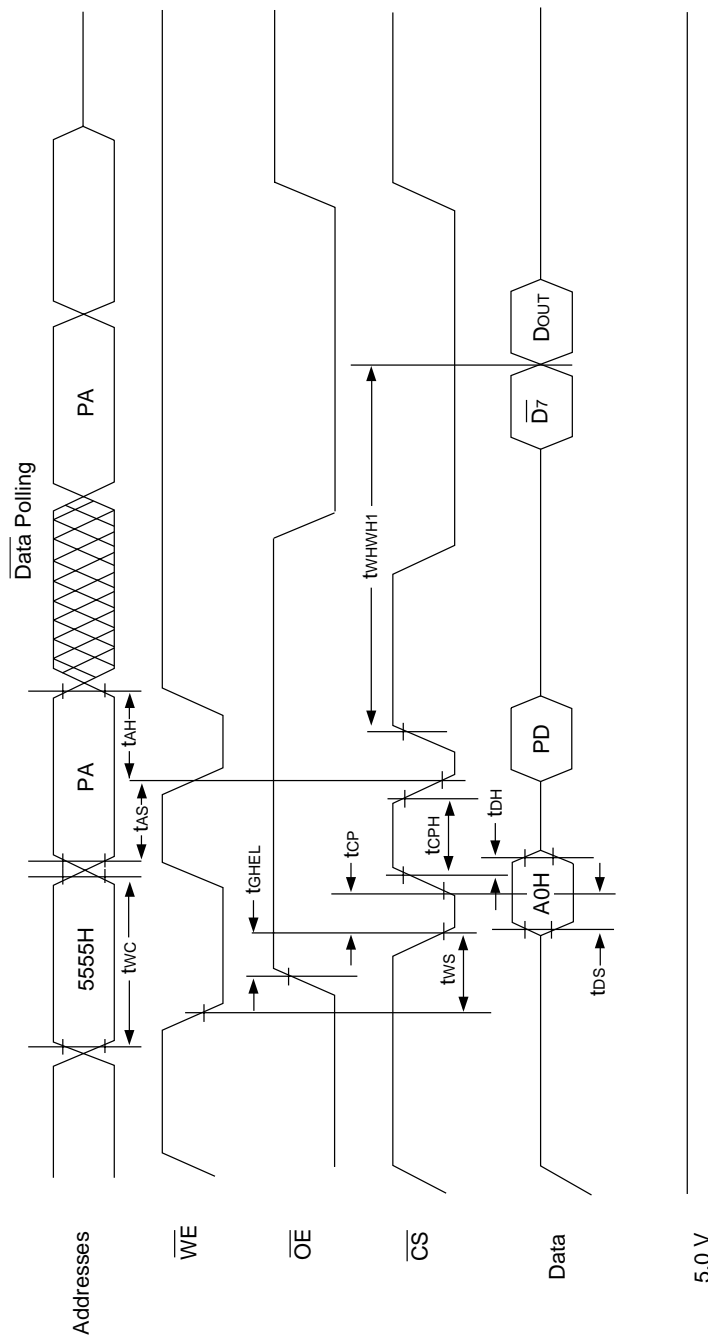 Data Polling
Addresses
5555H
PA
PA
tWC
tAS
tAH
WE
OE
tGHEL
CS
tWS
tCP
tCPH
tWHWH1
Data
A0H
PD
D7
DOUT
tDS
tDH
5.0 V